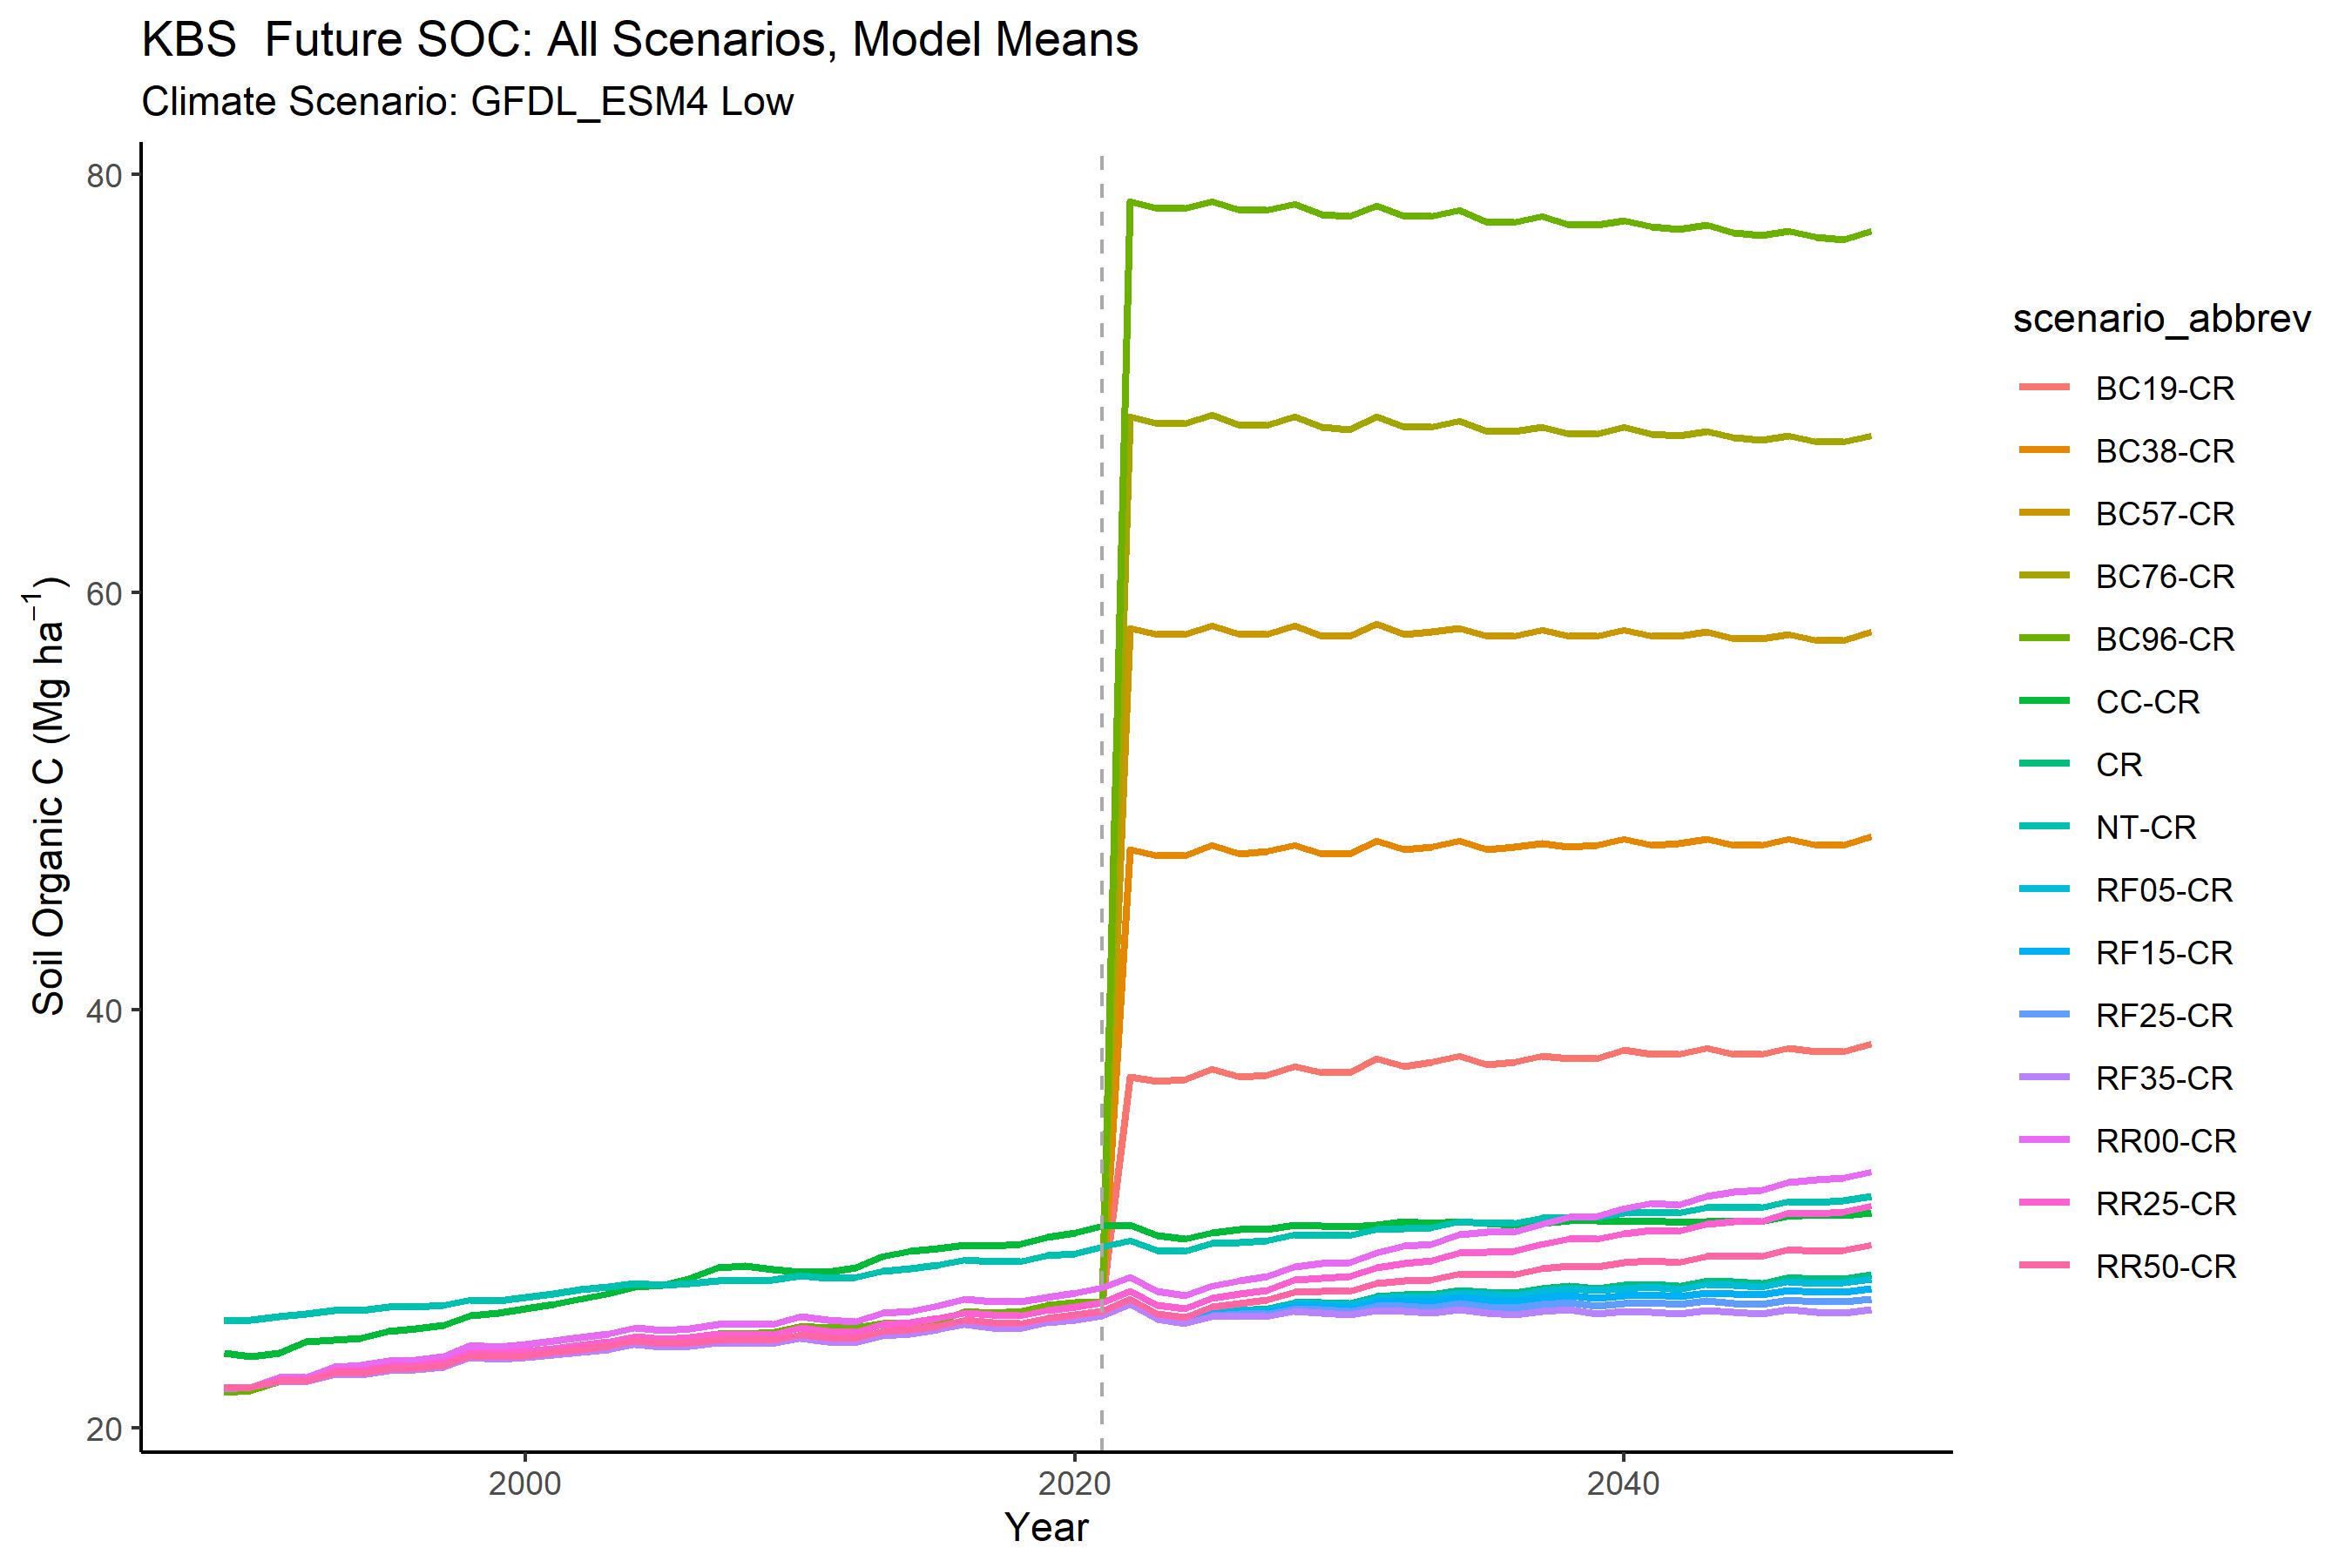 KBS  Future SOC: All Scenarios, Model Means
Climate Scenario: GFDL_ESM4 Low
Soil Organic C (Mg ha⁻¹)
80
60
40
20
2000
2020
2040
Year
scenario_abbrev
BC19-CR
BC38-CR
BC57-CR
BC76-CR
BC96-CR
CC-CR
CR
NT-CR
RF05-CR
RF15-CR
RF25-CR
RF35-CR
RR00-CR
RR25-CR
RR50-CR